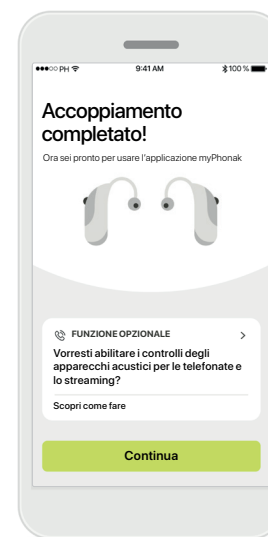 ●●●○○ PH 9:41 AM 100 %
Accoppiamento
completato!
Ora sei pronto per usare l'applicazione myPhonak
FUNZIONE OPZIONALE
Vorresti abilitare i controlli degli
apparecchi acustici per le telefonate e
lo streaming?
Scopri come fare
Continua